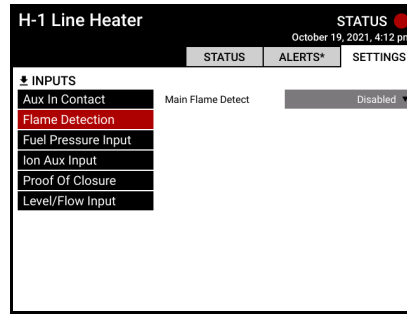 H-1 Line Heater
STATUS
October 19, 2021, 4:12 pm
STATUS ALERTS* SETTINGS
INPUTS
Aux In Contact
Main Flame Detect Disabled
Flame Detection
Fuel Pressure Input
Ion Aux Input
Proof Of Closure
Level/Flow Input